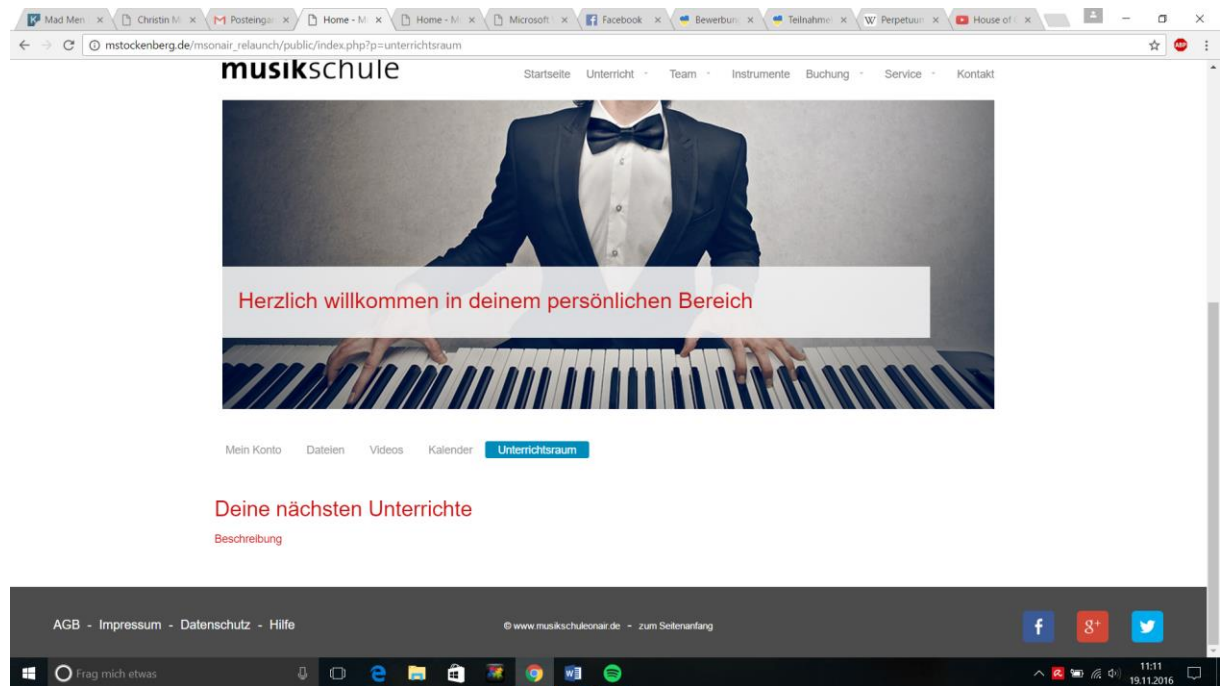 Mad Men
Christin M
Posteingan
Home - M
Home - M
Microsoft
Facebook
Bewerbun
Teilnahme
Perpetuun
House of
mstockenberg.de/msonair_relaunch/public/index.php?p=unterrichtsraum
ABP
musikschule
Startseite Unterricht Team Instrumente Buchung Service Kontakt
Herzlich willkommen in deinem persönlichen Bereich
Mein Konto Dateien Videos Kalender Unterrichtsraum
Deine nächsten Unterrichte
Beschreibung
AGB - Impressum - Datenschutz - Hilfe
© www.musikschuleonair.de - zum Seitenanfang
Frag mich etwas
11:11
19.11.2016